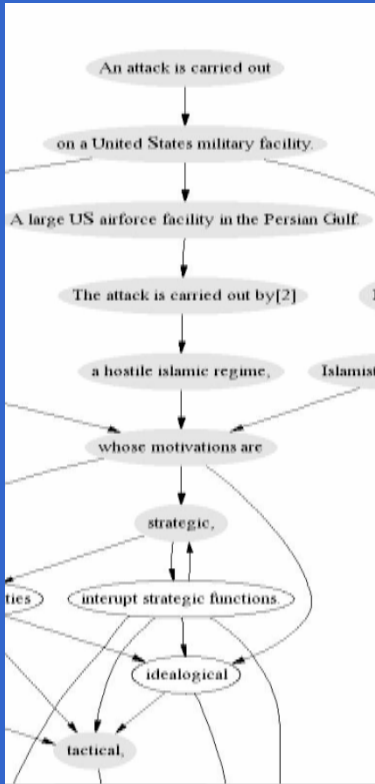 An attack is carried out
on a United States military facility.
A large US airforce facility in the Persian Gulf.
The attack is carried out by[2]
a hostile islamic regime,
Islamist
whose motivations are
strategic,
ties
interupt strategic functions.
idealogical
tactical,